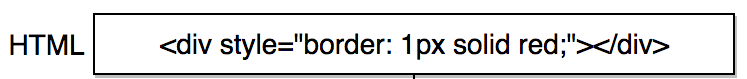 HTML <div style="border: 1px solid red;"></div>